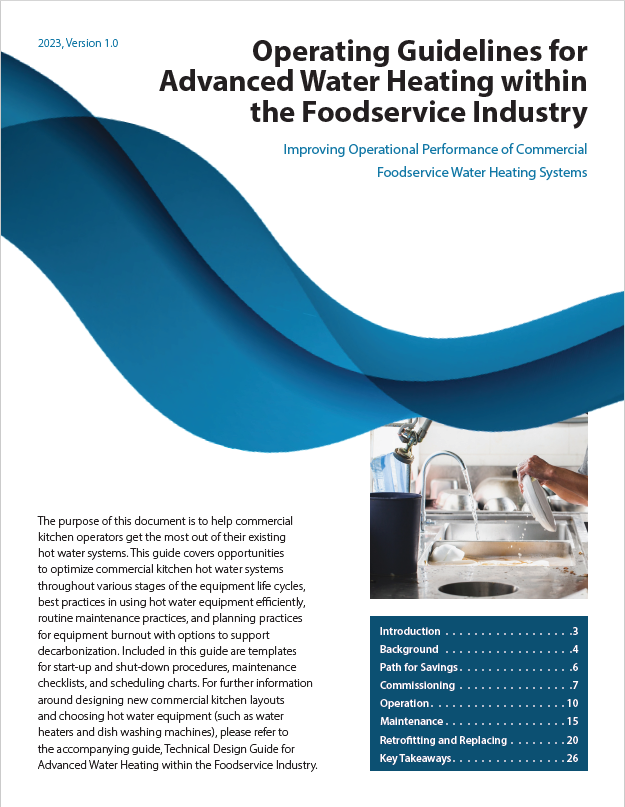 2023, Version 1.0
Operating Guidelines for
Advanced Water Heating within
the Foodservice Industry
Improving Operational Performance of Commercial
Foodservice Water Heating Systems
The purpose of this document is to help commercial
kitchen operators get the most out of their existing
hot water systems. This guide covers opportunities
to optimize commercial kitchen hot water systems
throughout various stages of the equipment life cycles,
best practices in using hot water equipment efficiently,
routine maintenance practices, and planning practices
for equipment burnout with options to support
decarbonization. Included in this guide are templates
for start-up and shut-down procedures, maintenance
checklists, and scheduling charts. For further information
around designing new commercial kitchen layouts
and choosing hot water equipment (such as water
heaters and dish washing machines), please refer to
the accompanying guide, Technical Design Guide for
Advanced Water Heating within the Foodservice Industry.
Introduction . . . . . . . . . . . . . . . . . .3
Background . . . . . . . . . . . . . . . . . .4
Path for Savings. . . . . . . . . . . . . . . .6
Commissioning . . . . . . . . . . . . . . . .7
Operation. . . . . . . . . . . . . . . . . . . 10
Maintenance . . . . . . . . . . . . . . . . . 15
Retrofitting and Replacing . . . . . . . . 20
Key Takeaways. . . . . . . . . . . . . . . . 26